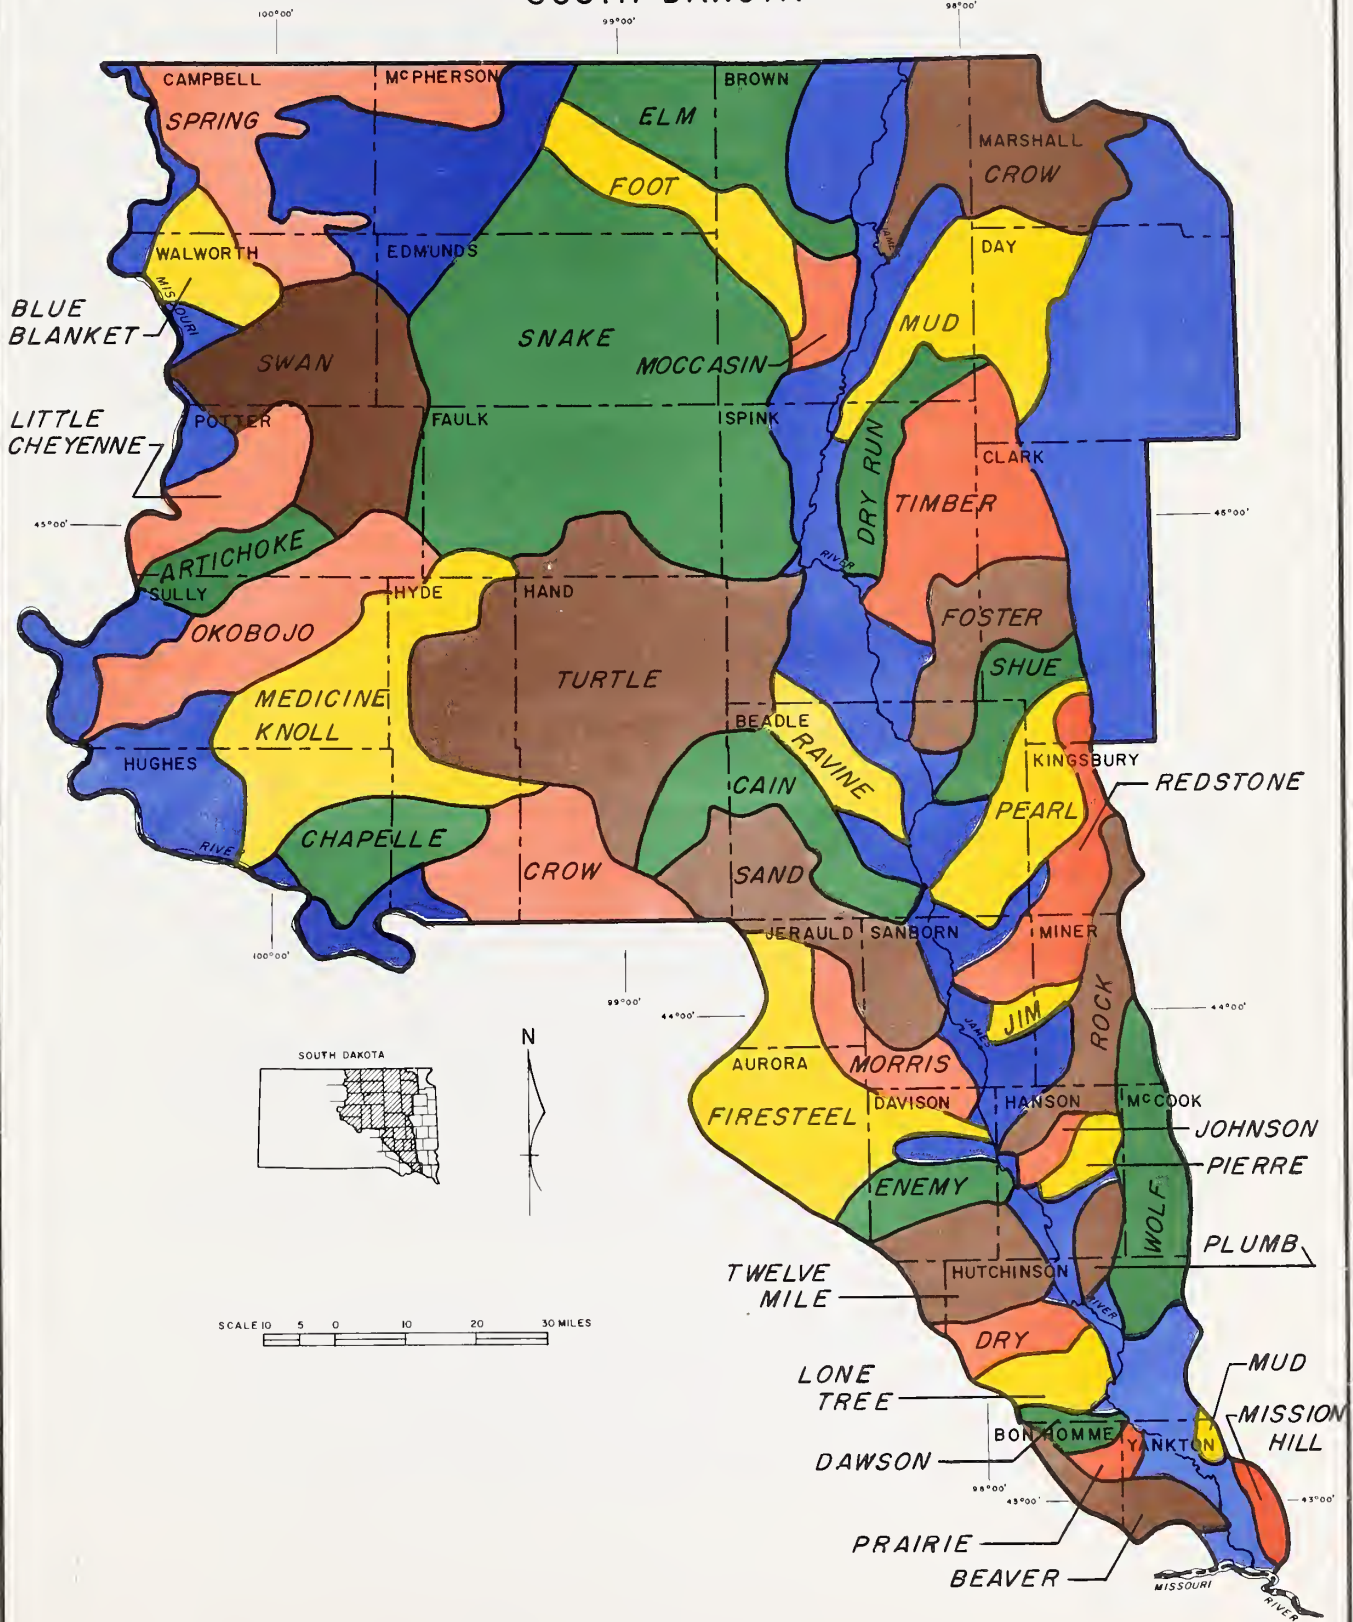 100°00'
99°00'
98°00'
CAMPBELL
McPHERSON
BROWN
SPRING
ELM
MARSHALL
CROW
FOOT
JAMES
WALWORTH
EDMUNDS
DAY
MISSOURI
BLUE
BLANKET
MUD
SNAKE
SWAN
MOCCASIN
LITTLE
CHEYENNE
POTTER
FAULK
SPINK
CLARK
DRY RUN
TIMBER
45°00'
45°00'
ARTICHOKE
RIVER
SULLY
HYDE
HAND
OKOBOJO
FOSTER
SHUE
TURTLE
MEDICINE
KNOLL
BEADLE
RAVINE
HUGHES
KINGSBURY
CAIN
REDSTONE
PEARL
CHAPELLE
RIVER
CROW
SAND
JERAULD
SANBORN
MINER
100°00'
99°00'
44°00'
44°00'
ROCK
JIM
JAMES
N
SOUTH DAKOTA
AURORA
MORRIS
DAVISON
HANSON
McCOOK
FIRESTEEL
JOHNSON
PIERRE
ENEMY
WOLF
PLUMB
TWELVE
MILE
HUTCHINSON
RIVER
SCALE 10 5 0 10 20 30 MILES
DRY
LONE
TREE
MUD
MISSION
HILL
BON HOMME
YANKTON
DAWSON
98°00'
43°00'
43°00'
PRAIRIE
BEAVER
MISSOURI
RIVER